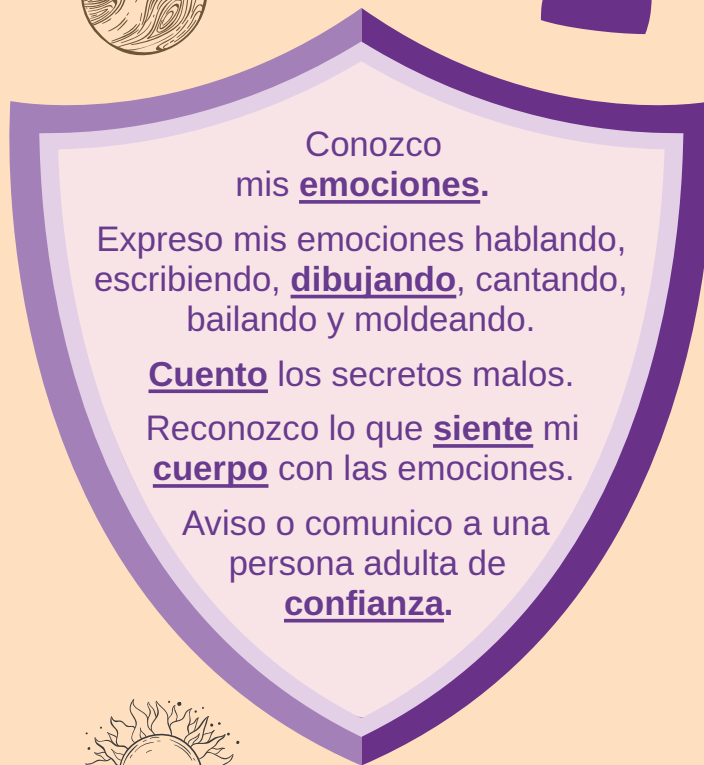 Conozco
mis emociones.
Expreso mis emociones hablando,
escribiendo, dibujando, cantando,
bailando y moldeando.
Cuento los secretos malos.
Reconozco lo que siente mi
cuerpo con las emociones.
Aviso o comunico a una
persona adulta de
confianza.